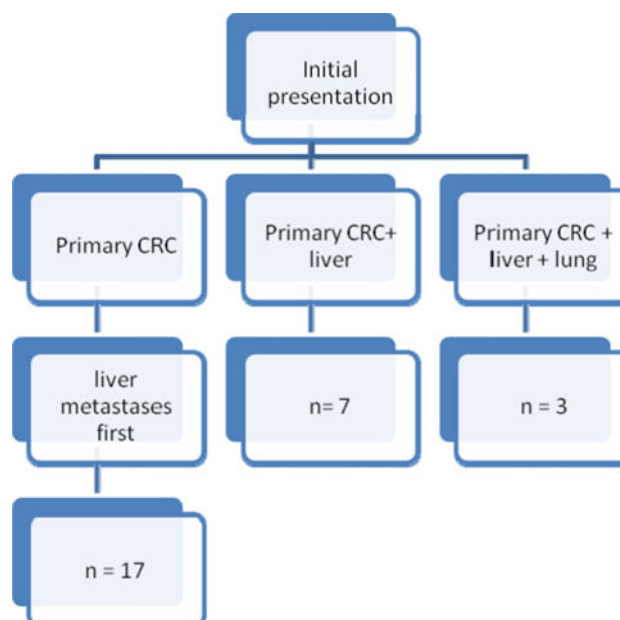 Initial
presentation
Primary CRC
Primary CRC+
liver
Primary CRC +
liver + lung
liver
metastases
first
n= 7
n = 3
n = 17